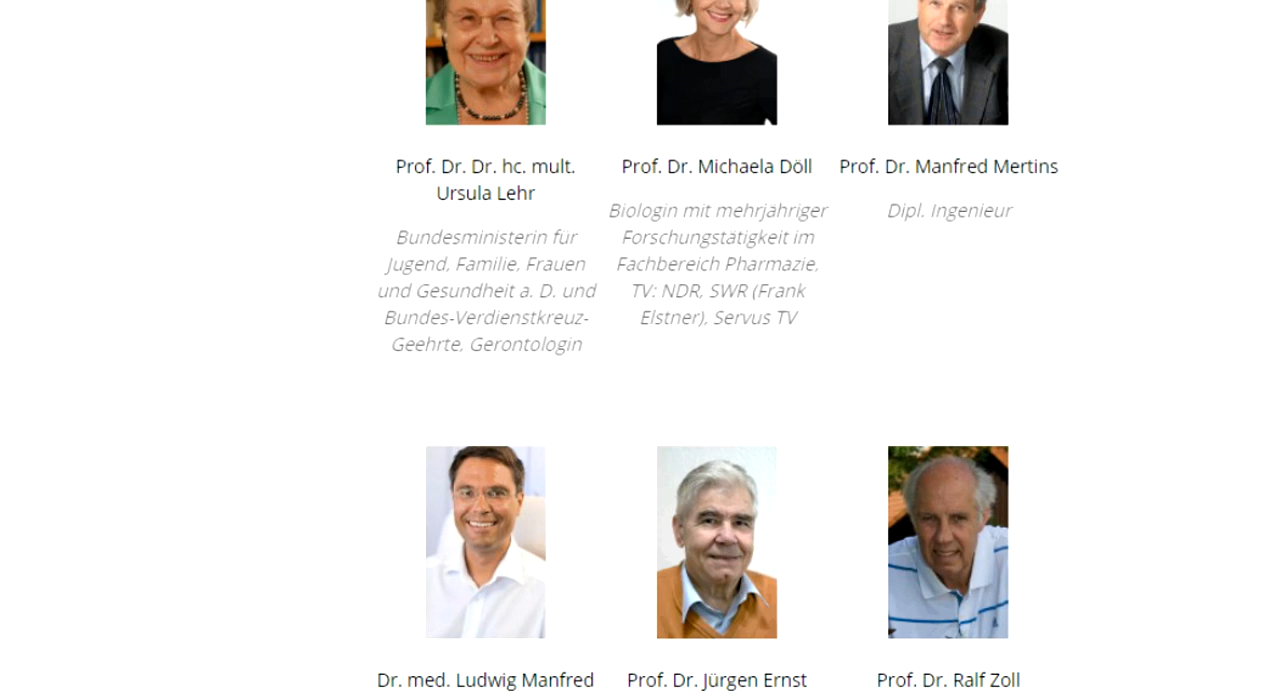 Prof. Dr. Dr. hc. mult.
Ursula Lehr
Bundesministerin für
Jugend, Familie, Frauen
und Gesundheit a. D. und
Bundes-Verdienstkreuz-
Geehrte, Gerontologin
Prof. Dr. Michaela Döll
Biologin mit mehrjähriger
Forschungstätigkeit im
Fachbereich Pharmazie,
TV: NDR, SWR (Frank
Elstner), Servus TV
Prof. Dr. Manfred Mertins
Dipl. Ingenieur
Dr. med. Ludwig Manfred
Prof. Dr. Jürgen Ernst
Prof. Dr. Ralf Zoll